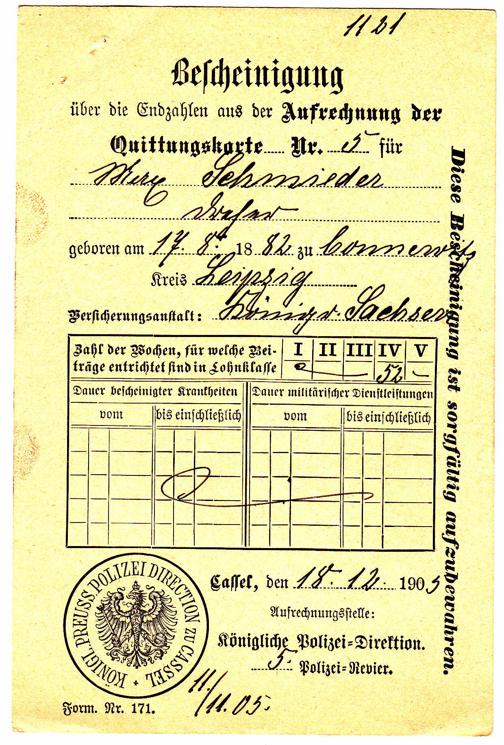 1121
Bescheinigung
über die Endzahlen aus der Aufrechnung der
Quittungskarte Nr. 5 für
Max Schmieder
Dreher
geboren am 17. 8. 1882 zu Connewitz
Kreis Leipzig
Versicherungsanstalt: Königr. Sachsen
Zahl der Wochen, für welche Bei-
träge entrichtet sind in Lohnklasse
I II III IV V
52 –
Dauer bescheinigter Krankheiten
Dauer militärischer Dienstleistungen
vom bis einschließlich vom bis einschließlich
Cassel, den 18. 12. 1905
Aufrechnungsstelle:
Königliche Polizei-Direktion.
5. Polizei-Revier.
KÖNIGL. PREUSS. POLIZEI DIRECTION ZU CASSEL
11/
/11.05.
Form. Nr. 171.
Diese Bescheinigung ist sorgfältig aufzubewahren.